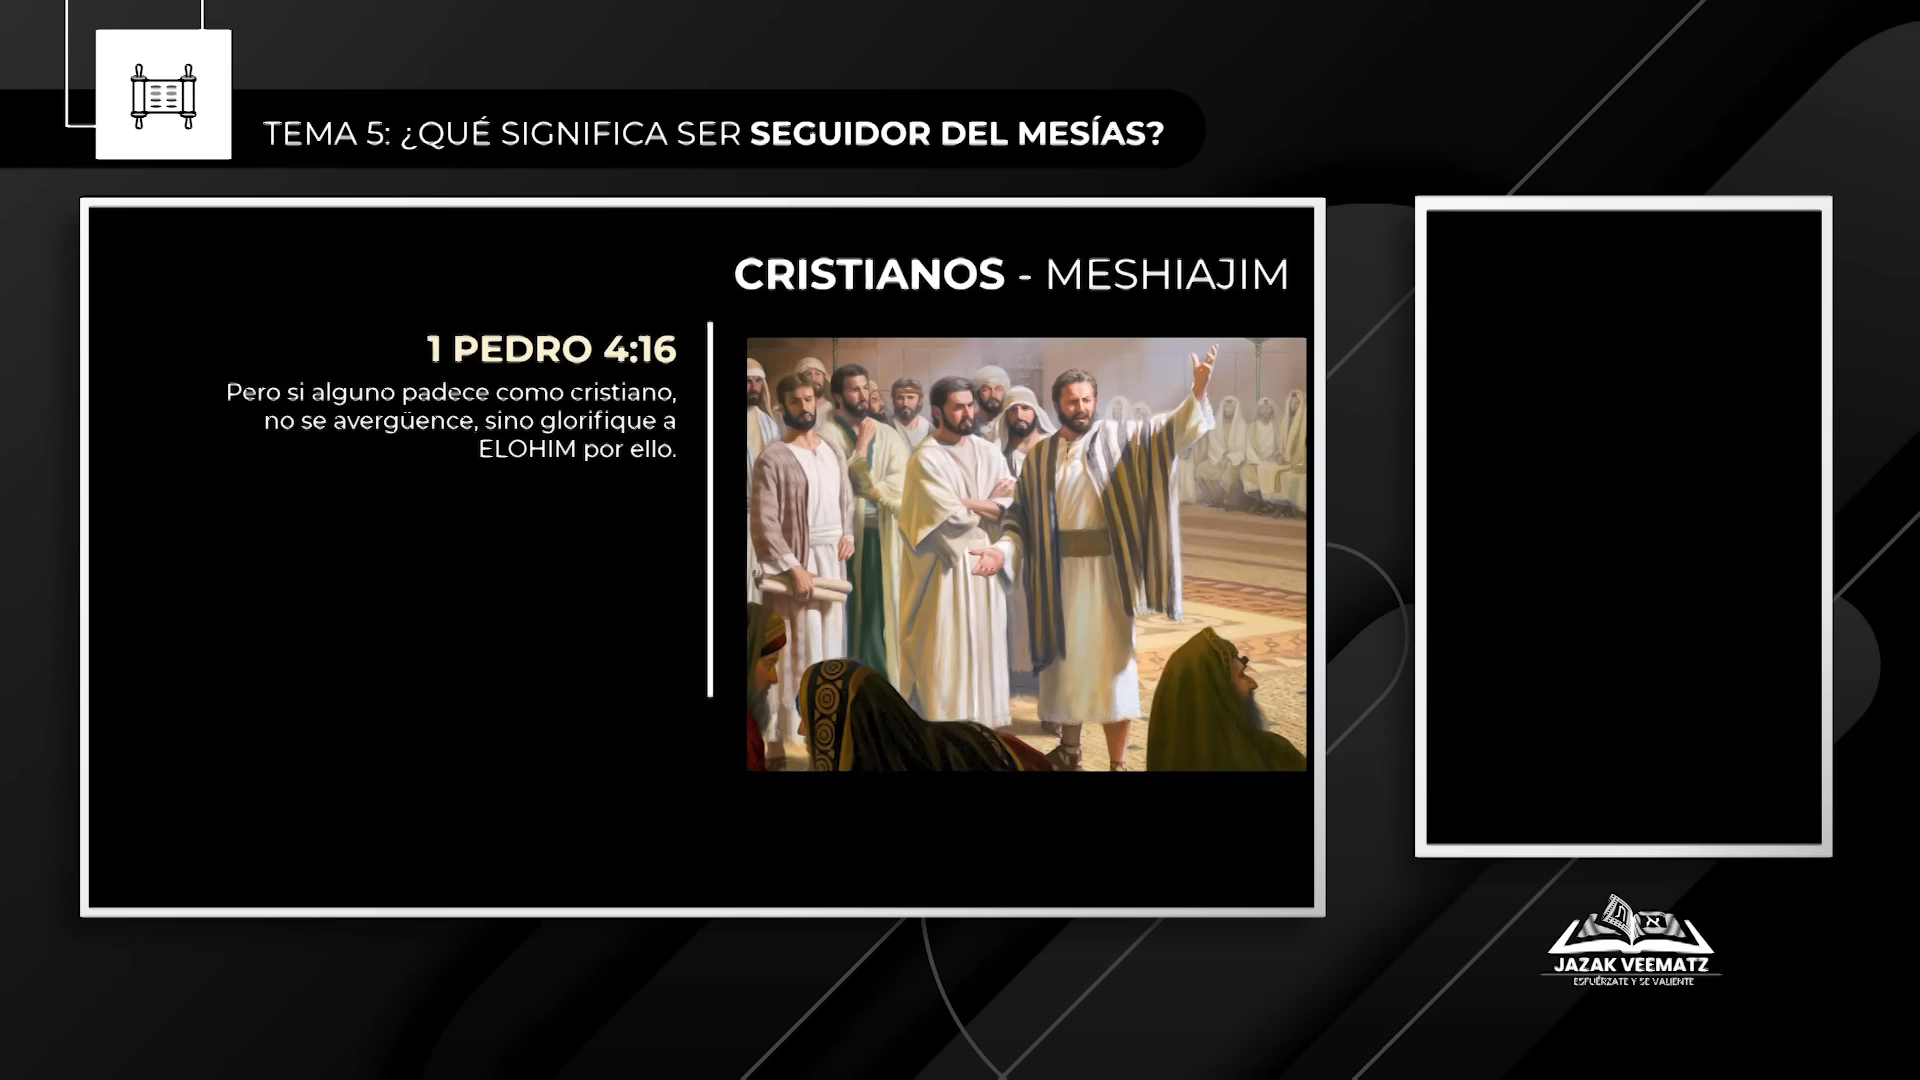 TEMA 5: ¿QUÉ SIGNIFICA SER SEGUIDOR DEL MESÍAS?
CRISTIANOS - MESHIAJIM
1 PEDRO 4:16
Pero si alguno padece como cristiano,
no se avergüence, sino glorifique a
ELOHIM por ello.
JAZAK VEEMATZ
ESFUÉRZATE Y SE VALIENTE